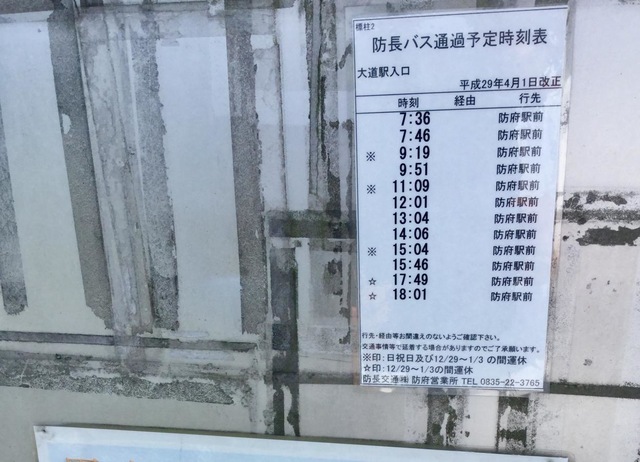 標柱2
防長バス通過予定時刻表
大道駅入口
平成29年4月1日改正
時刻 経由 行先
7:36 防府駅前
7:46 防府駅前
※ 9:19 防府駅前
9:51 防府駅前
※ 11:09 防府駅前
12:01 防府駅前
13:04 防府駅前
14:06 防府駅前
※ 15:04 防府駅前
15:46 防府駅前
☆ 17:49 防府駅前
☆ 18:01 防府駅前
行先・経由等お間違えのないようご確認下さい。
交通事情等で延着する場合がありますのでご了承願います。
※印:日祝日及び12/29~1/3 の間運休
☆印:12/29~1/3の間運休
防長交通㈱ 防府営業所 TEL 0835-22-3765